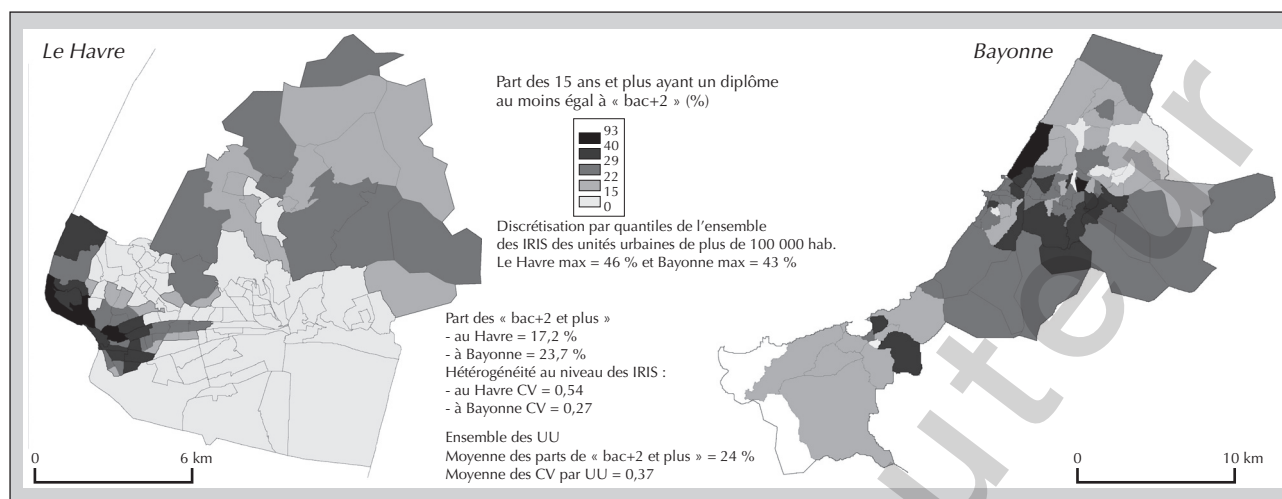 Le Havre
Bayonne
Part des 15 ans et plus ayant un diplôme
au moins égal à « bac+2 » (%)
93
40
29
22
15
0
Discrétisation par quantiles de l'ensemble
des IRIS des unités urbaines de plus de 100 000 hab.
Le Havre max = 46 % et Bayonne max = 43 %
Part des « bac+2 et plus »
- au Havre = 17,2 %
- à Bayonne = 23,7 %
Hétérogénéité au niveau des IRIS :
- au Havre CV = 0,54
- à Bayonne CV = 0,27
Ensemble des UU
Moyenne des parts de « bac+2 et plus » = 24 %
Moyenne des CV par UU = 0,37
0 6 km
0 10 km
uteur